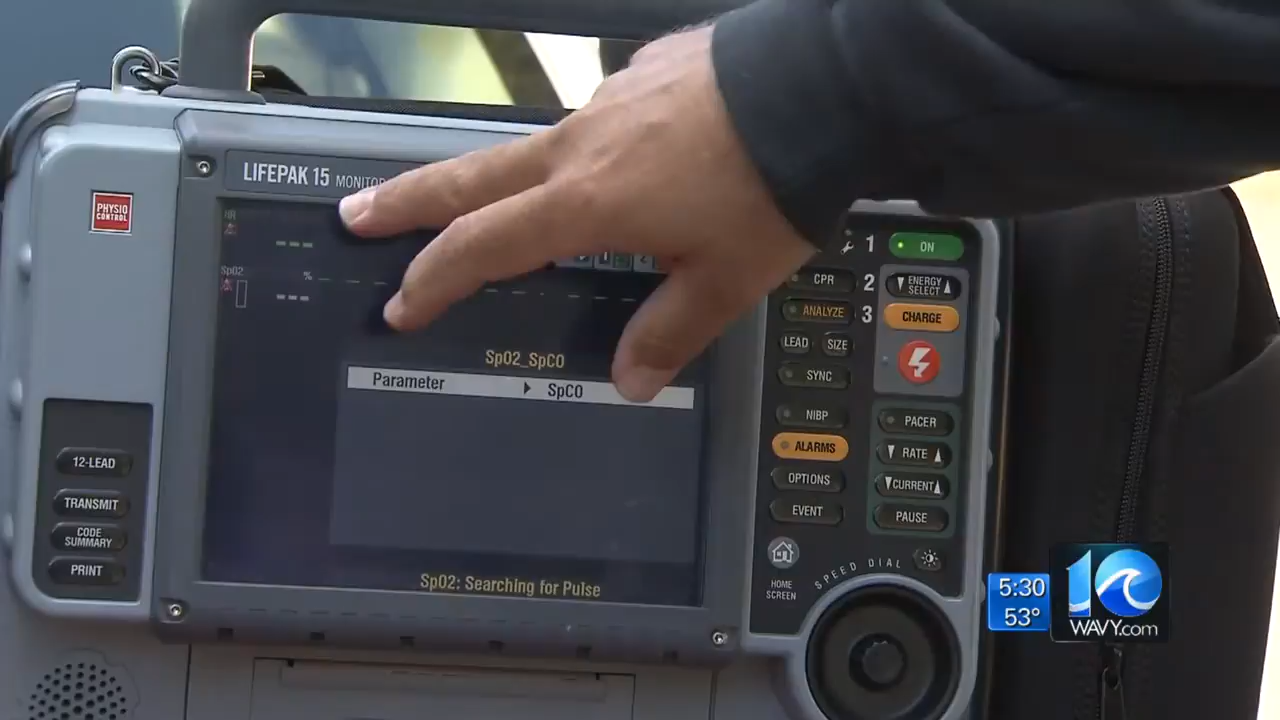 LIFEPAK 15 MONITO
PHYSIO
CONTROL
HR
---
SpO2
%
---
SpO2_SpCO
Parameter ▶ SpCO
SpO2: Searching for Pulse
12-LEAD
TRANSMIT
CODE
SUMMARY
PRINT
1 ON
CPR 2 ▼ENERGY▲
SELECT
ANALYZE 3 CHARGE
LEAD SIZE
SYNC
NIBP PACER
ALARMS ▼ RATE ▲
OPTIONS ▼CURRENT▲
EVENT PAUSE
HOME
SCREEN
SPEED DIAL
5:30
53°
10
WAVY.com